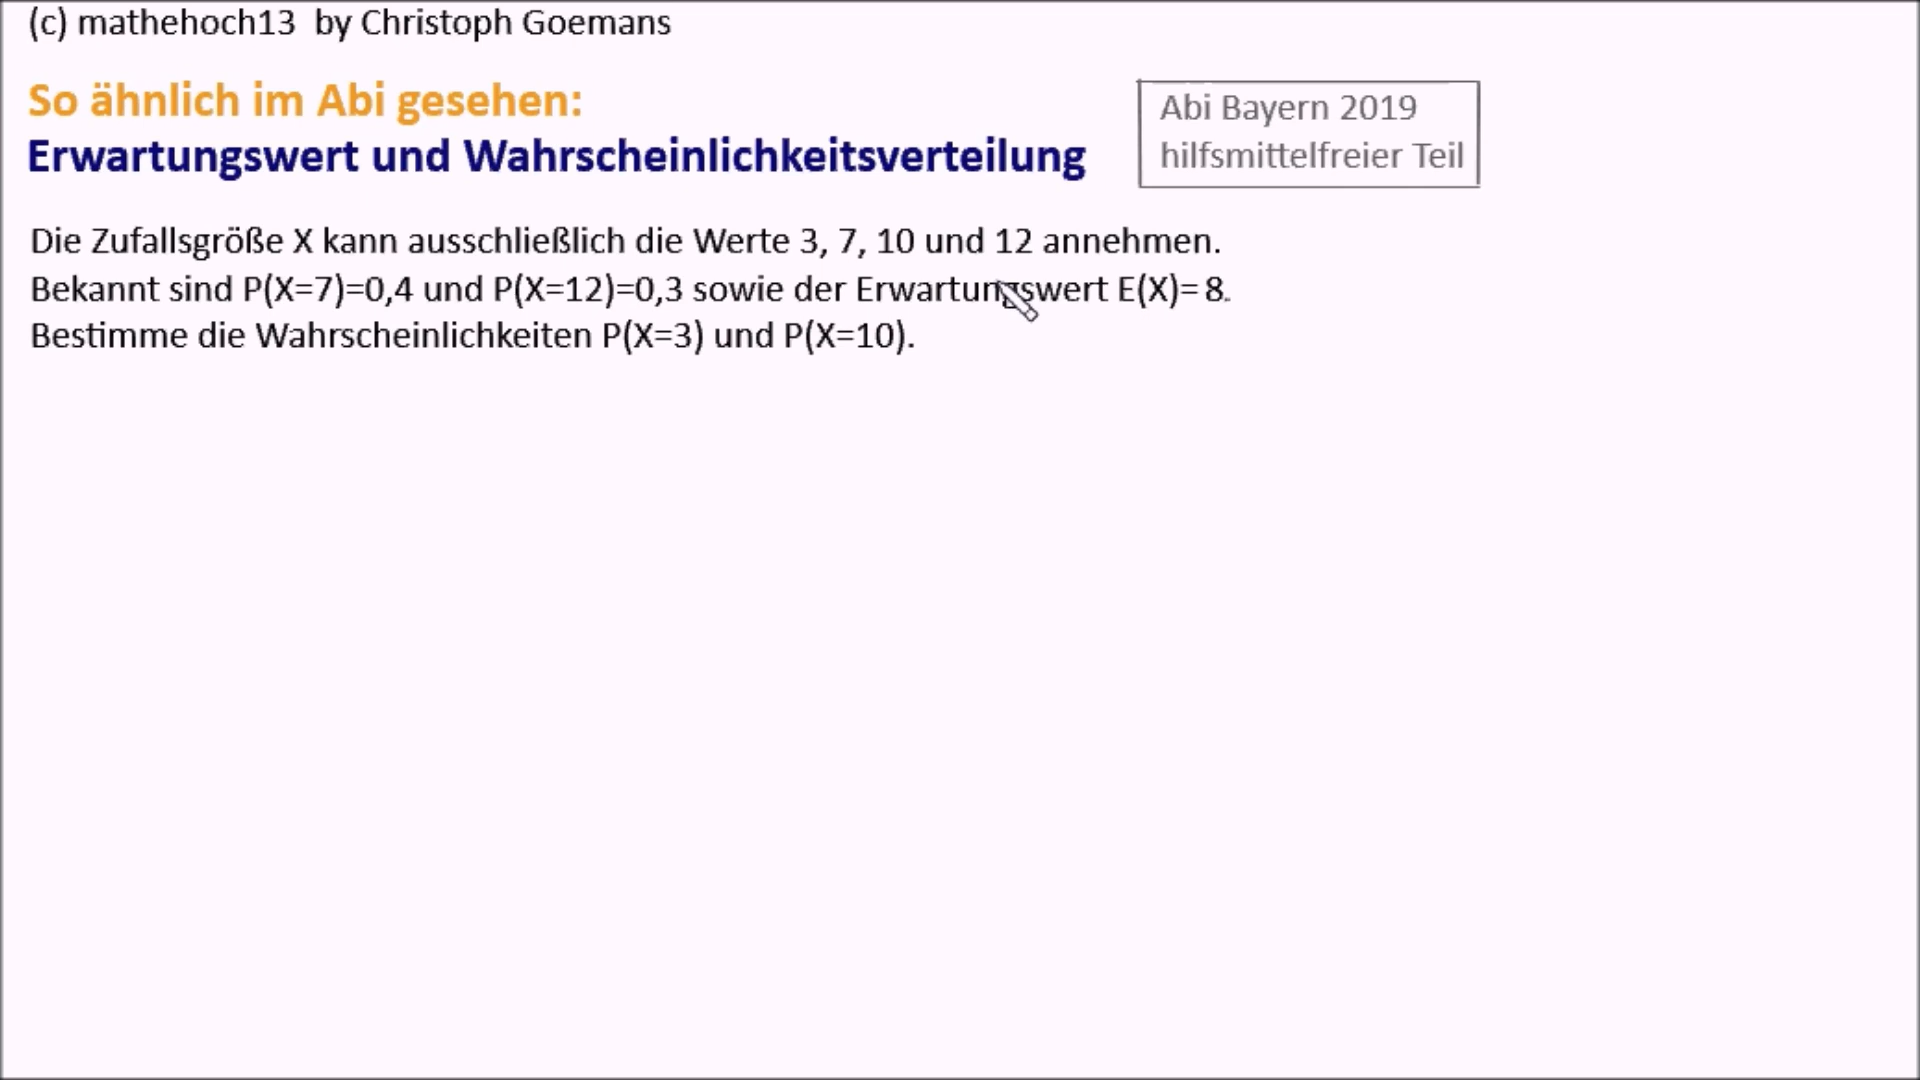 (c) mathehoch13 by Christoph Goemans
So ähnlich im Abi gesehen:
Erwartungswert und Wahrscheinlichkeitsverteilung
Abi Bayern 2019
hilfsmittelfreier Teil
Die Zufallsgröße X kann ausschließlich die Werte 3, 7, 10 und 12 annehmen.
Bekannt sind P(X=7)=0,4 und P(X=12)=0,3 sowie der Erwartungswert E(X)= 8.
Bestimme die Wahrscheinlichkeiten P(X=3) und P(X=10).